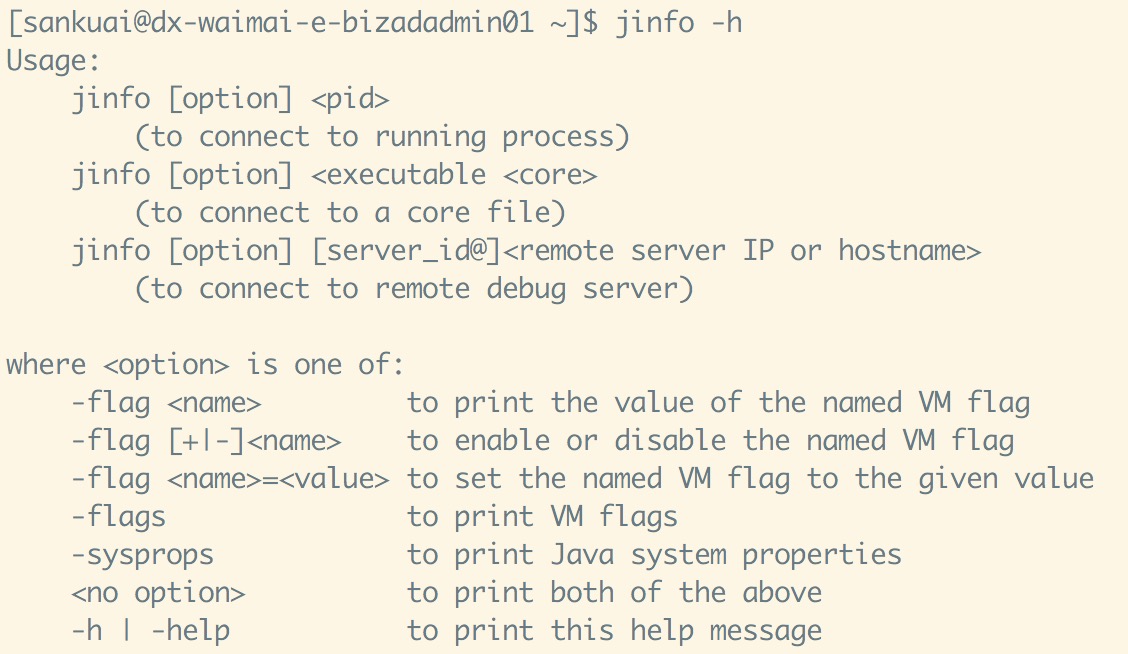 [sankuai@dx-waimai-e-bizadadmin01 ~]$ jinfo -h
Usage:
    jinfo [option] <pid>
        (to connect to running process)
    jinfo [option] <executable <core>
        (to connect to a core file)
    jinfo [option] [server_id@]<remote server IP or hostname>
        (to connect to remote debug server)

where <option> is one of:
    -flag <name>         to print the value of the named VM flag
    -flag [+|-]<name>    to enable or disable the named VM flag
    -flag <name>=<value> to set the named VM flag to the given value
    -flags               to print VM flags
    -sysprops            to print Java system properties
    <no option>          to print both of the above
    -h | -help           to print this help message